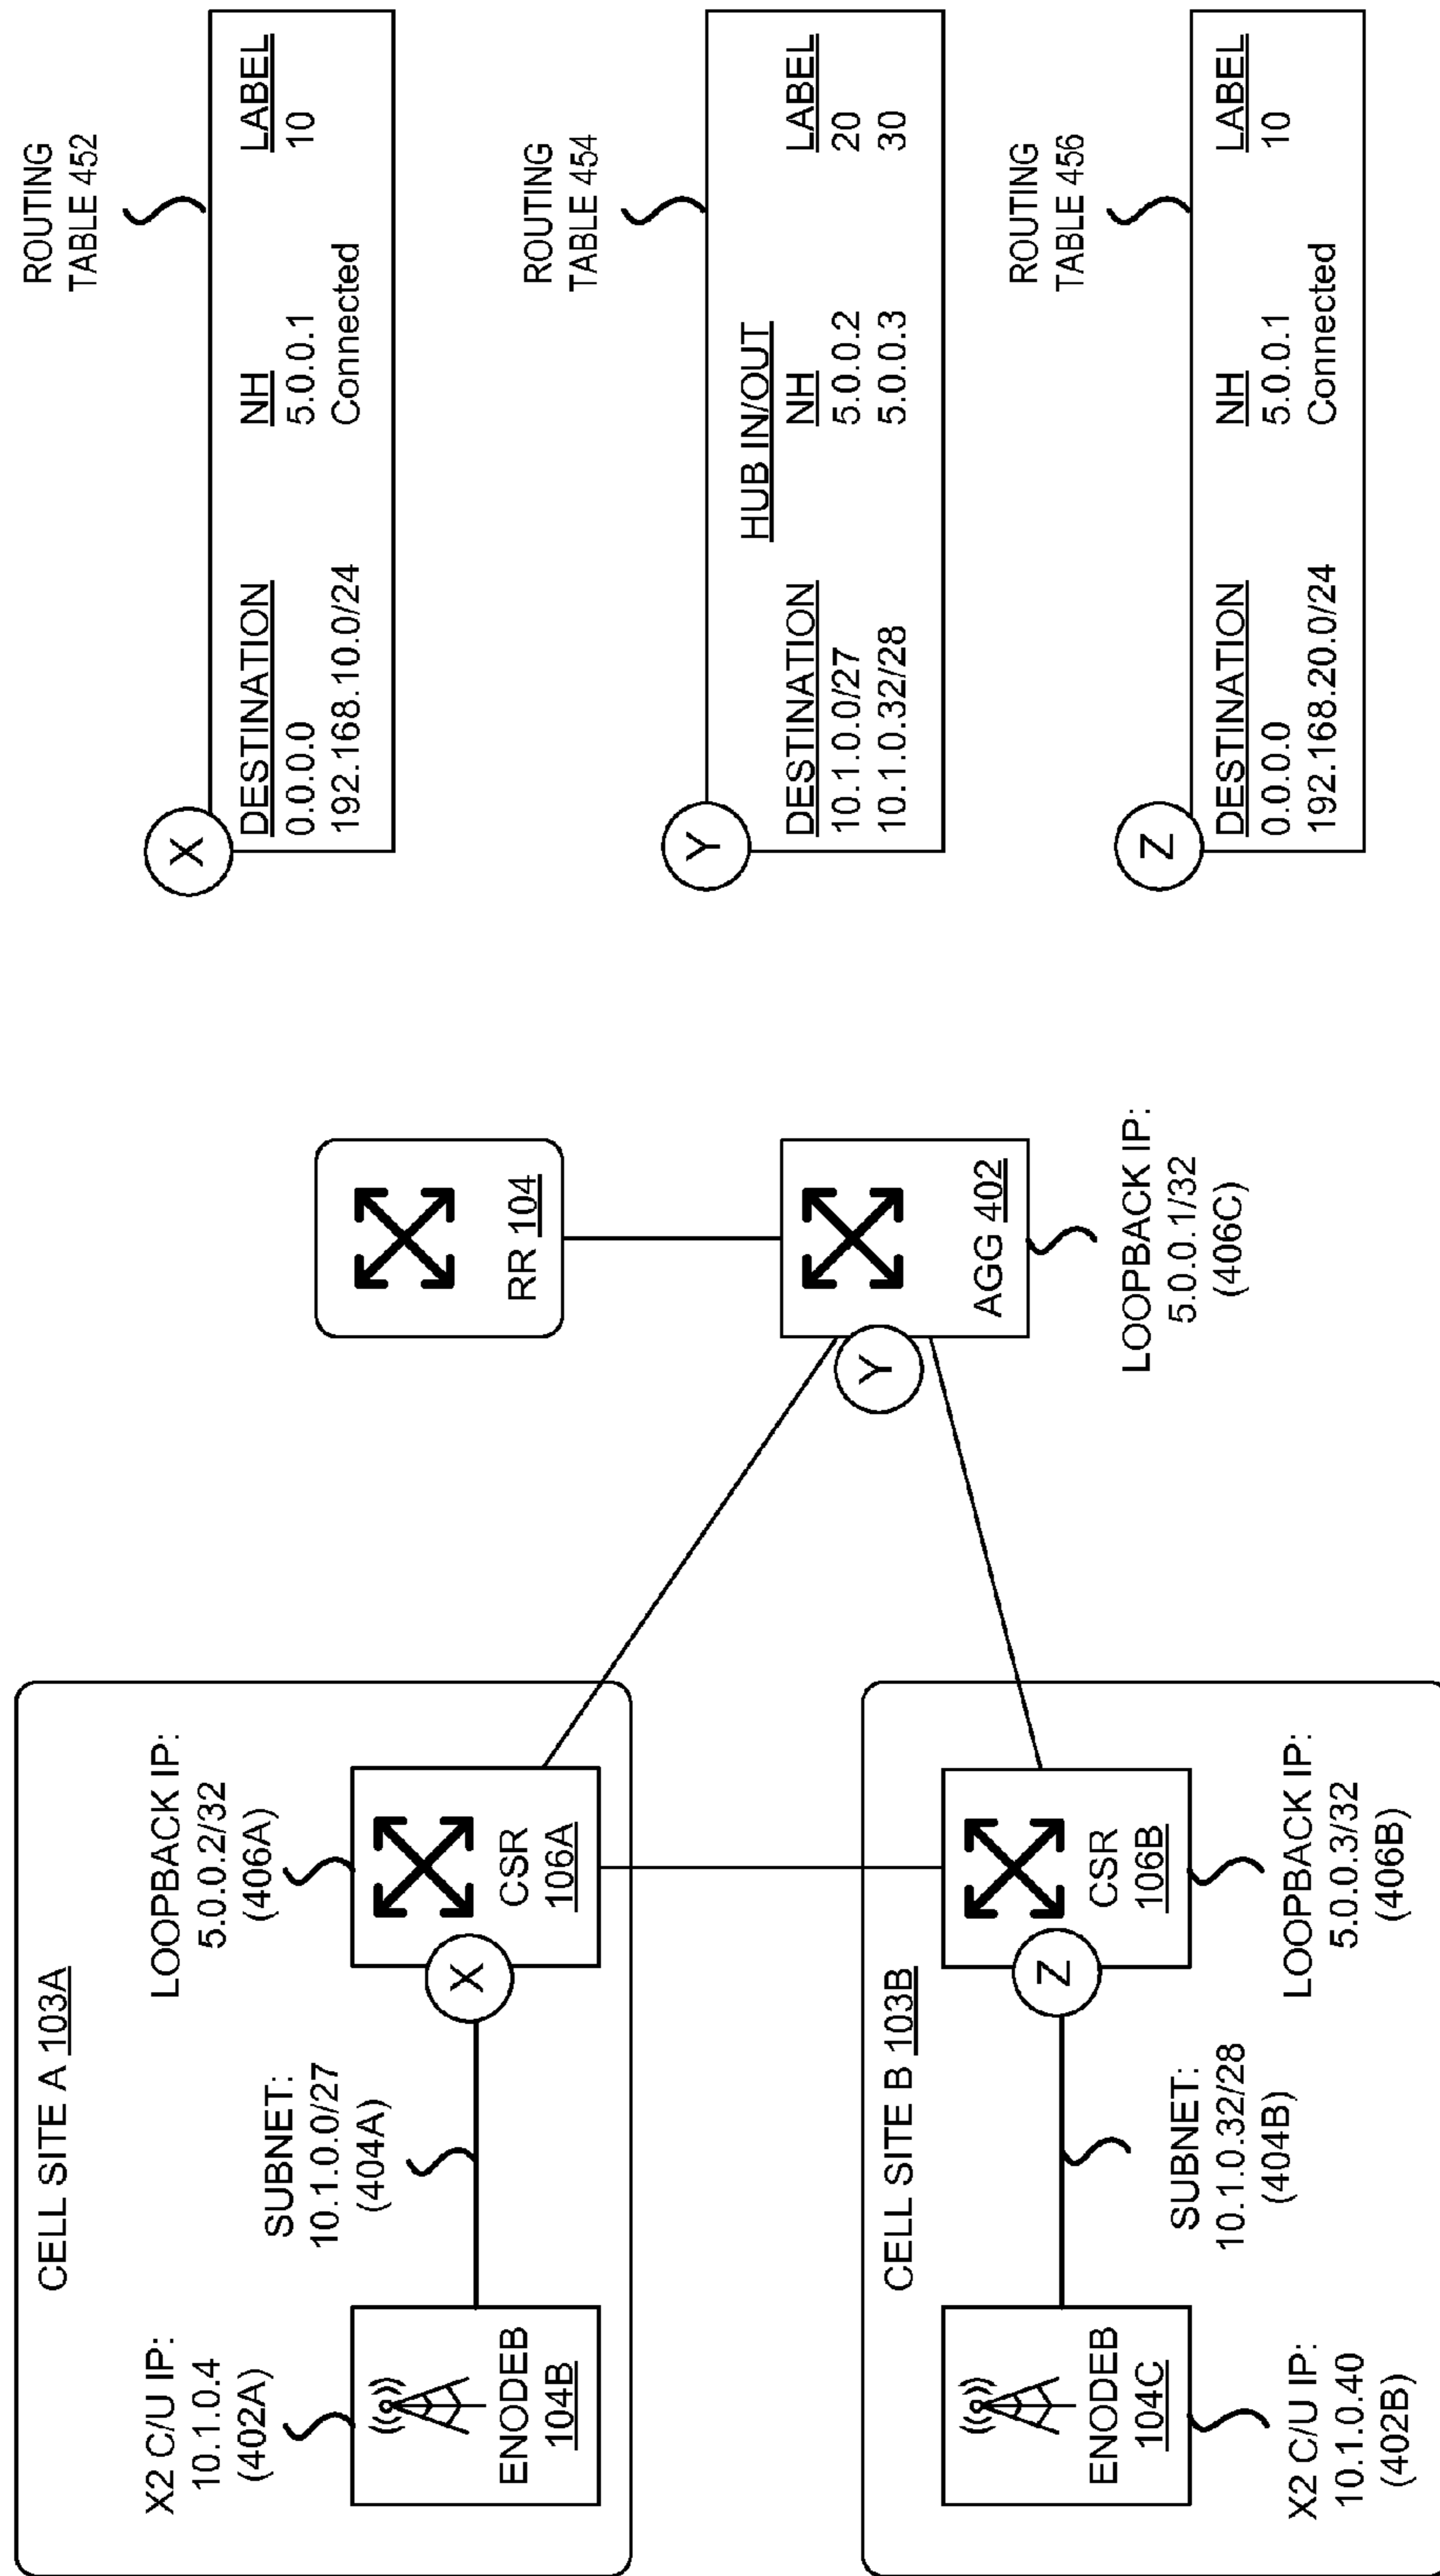 CELL SITE A 103A
X2 C/U IP:
10.1.0.4
(402A)
ENODEB
104B
SUBNET:
10.1.0.0/27
(404A)
LOOPBACK IP:
5.0.0.2/32
(406A)
X
CSR
106A
CELL SITE B 103B
ENODEB
104C
X2 C/U IP:
10.1.0.40
(402B)
SUBNET:
10.1.0.32/28
(404B)
Z
CSR
106B
LOOPBACK IP:
5.0.0.3/32
(406B)
RR 104
Y
AGG 402
LOOPBACK IP:
5.0.0.1/32
(406C)
ROUTING
TABLE 452
X
DESTINATION NH LABEL
0.0.0.0 5.0.0.1 10
192.168.10.0/24 Connected
ROUTING
TABLE 454
Y
HUB IN/OUT
DESTINATION NH LABEL
10.1.0.0/27 5.0.0.2 20
10.1.0.32/28 5.0.0.3 30
ROUTING
TABLE 456
Z
DESTINATION NH LABEL
0.0.0.0 5.0.0.1 10
192.168.20.0/24 Connected